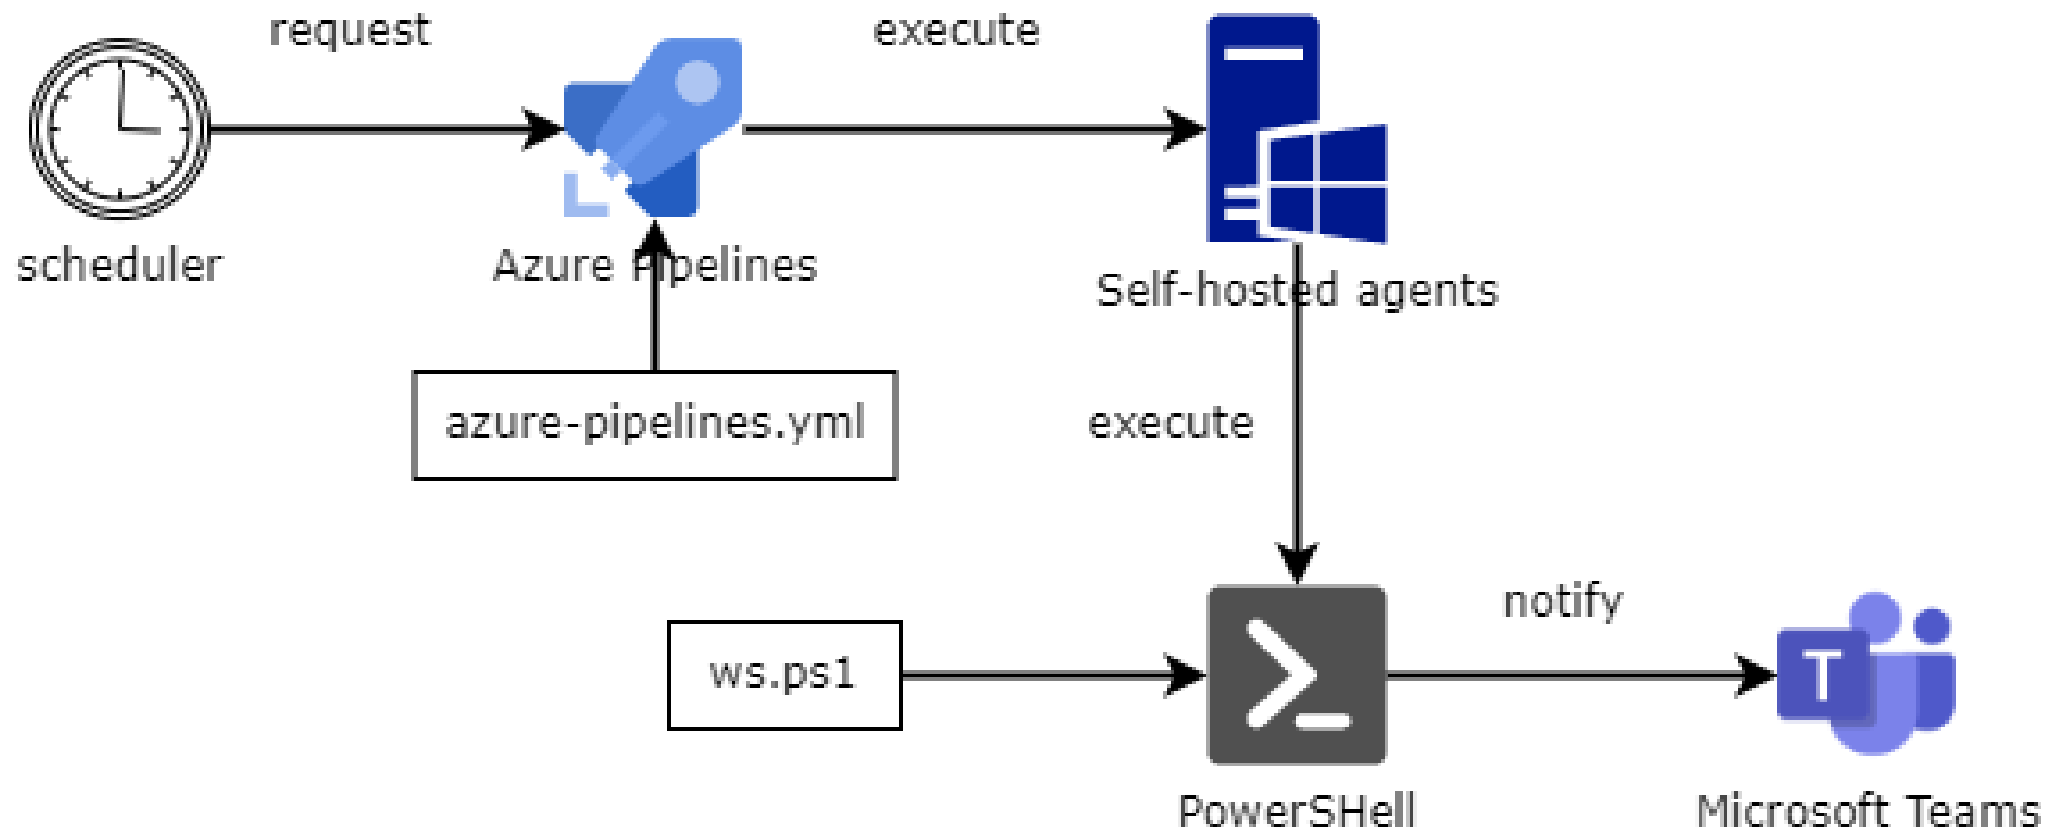 request
execute
scheduler
Azure Pipelines
Self-hosted agents
azure-pipelines.yml
execute
notify
ws.ps1
T
PowerSHell
Microsoft Teams